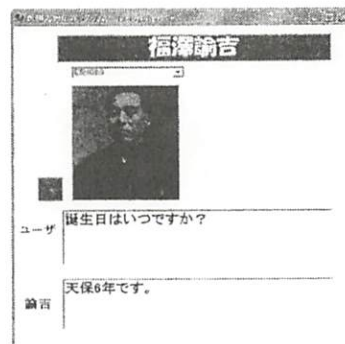 福澤諭吉
ユーザ
誕生日はいつですか？
諭吉
天保6年です。